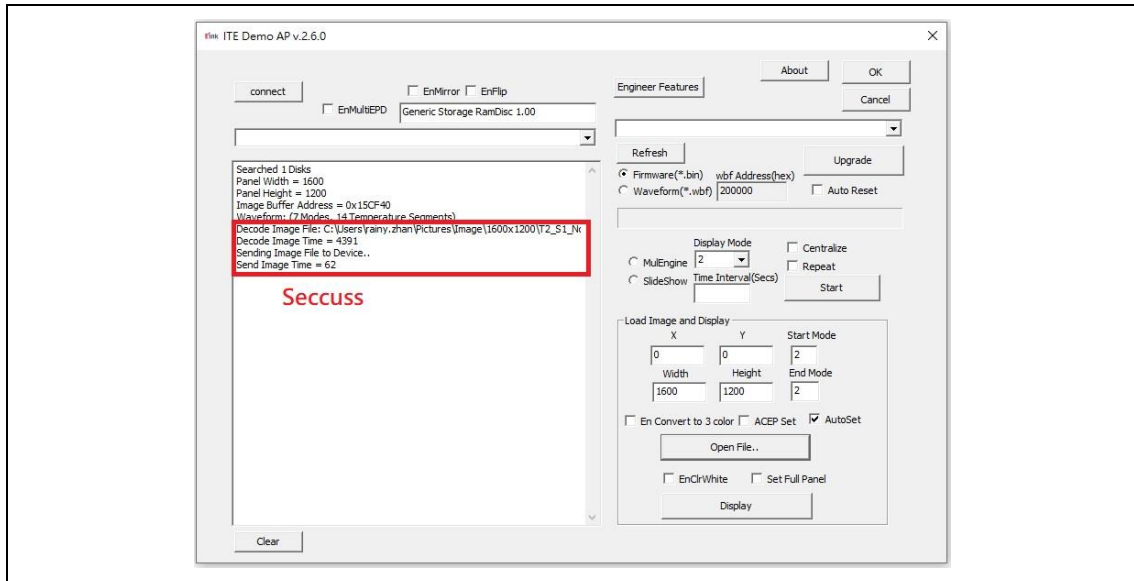 Eink ITE Demo AP v.2.6.0
connect
EnMirror
EnFlip
EnMultiEPD
Generic Storage RamDisc 1.00
Searched 1 Disks
Panel Width = 1600
Panel Height = 1200
Image Buffer Address = 0x15CF40
Waveform: (7 Modes, 14 Temperature Segments)
Decode Image File: C:\Users\rainy.zhan\Pictures\Image\1600x1200\T2_S1_No
Decode Image Time = 4391
Sending Image File to Device..
Send Image Time = 62
Seccuss
Clear
Engineer Features
About
OK
Cancel
Refresh
Upgrade
Firmware(*.bin)
wbf Address(hex)
Waveform(*.wbf)
200000
Auto Reset
Display Mode
Centralize
MulEngine
2
Repeat
SlideShow
Time Interval(Secs)
Start
Load Image and Display
X Y Start Mode
0 0 2
Width Height End Mode
1600 1200 2
En Convert to 3 color
ACEP Set
AutoSet
Open File..
EnClrWhite
Set Full Panel
Display